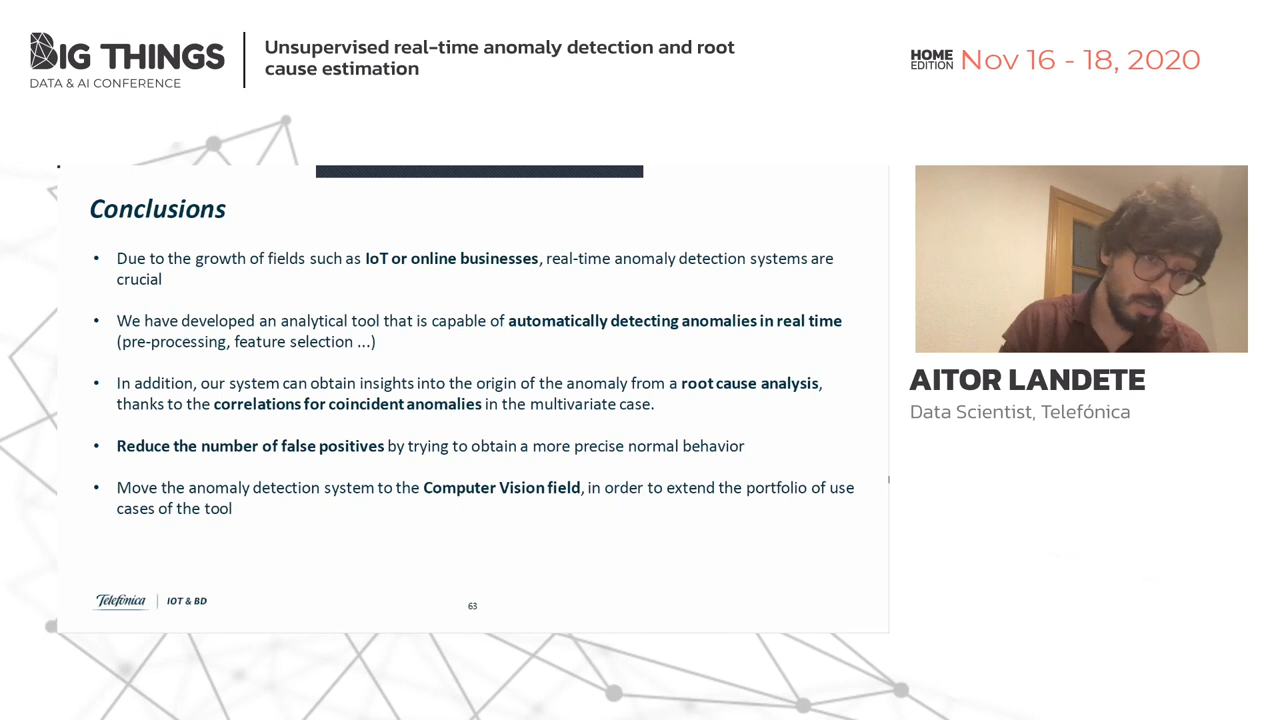 BIG THINGS
DATA & AI CONFERENCE
Unsupervised real-time anomaly detection and root
cause estimation
HOME
EDITION
Nov 16 - 18, 2020
Conclusions
• Due to the growth of fields such as IoT or online businesses, real-time anomaly detection systems are
crucial
• We have developed an analytical tool that is capable of automatically detecting anomalies in real time
(pre-processing, feature selection ...)
• In addition, our system can obtain insights into the origin of the anomaly from a root cause analysis,
thanks to the correlations for coincident anomalies in the multivariate case.
• Reduce the number of false positives by trying to obtain a more precise normal behavior
• Move the anomaly detection system to the Computer Vision field, in order to extend the portfolio of use
cases of the tool
Telefónica
IOT & BD
63
AITOR LANDETE
Data Scientist, Telefónica